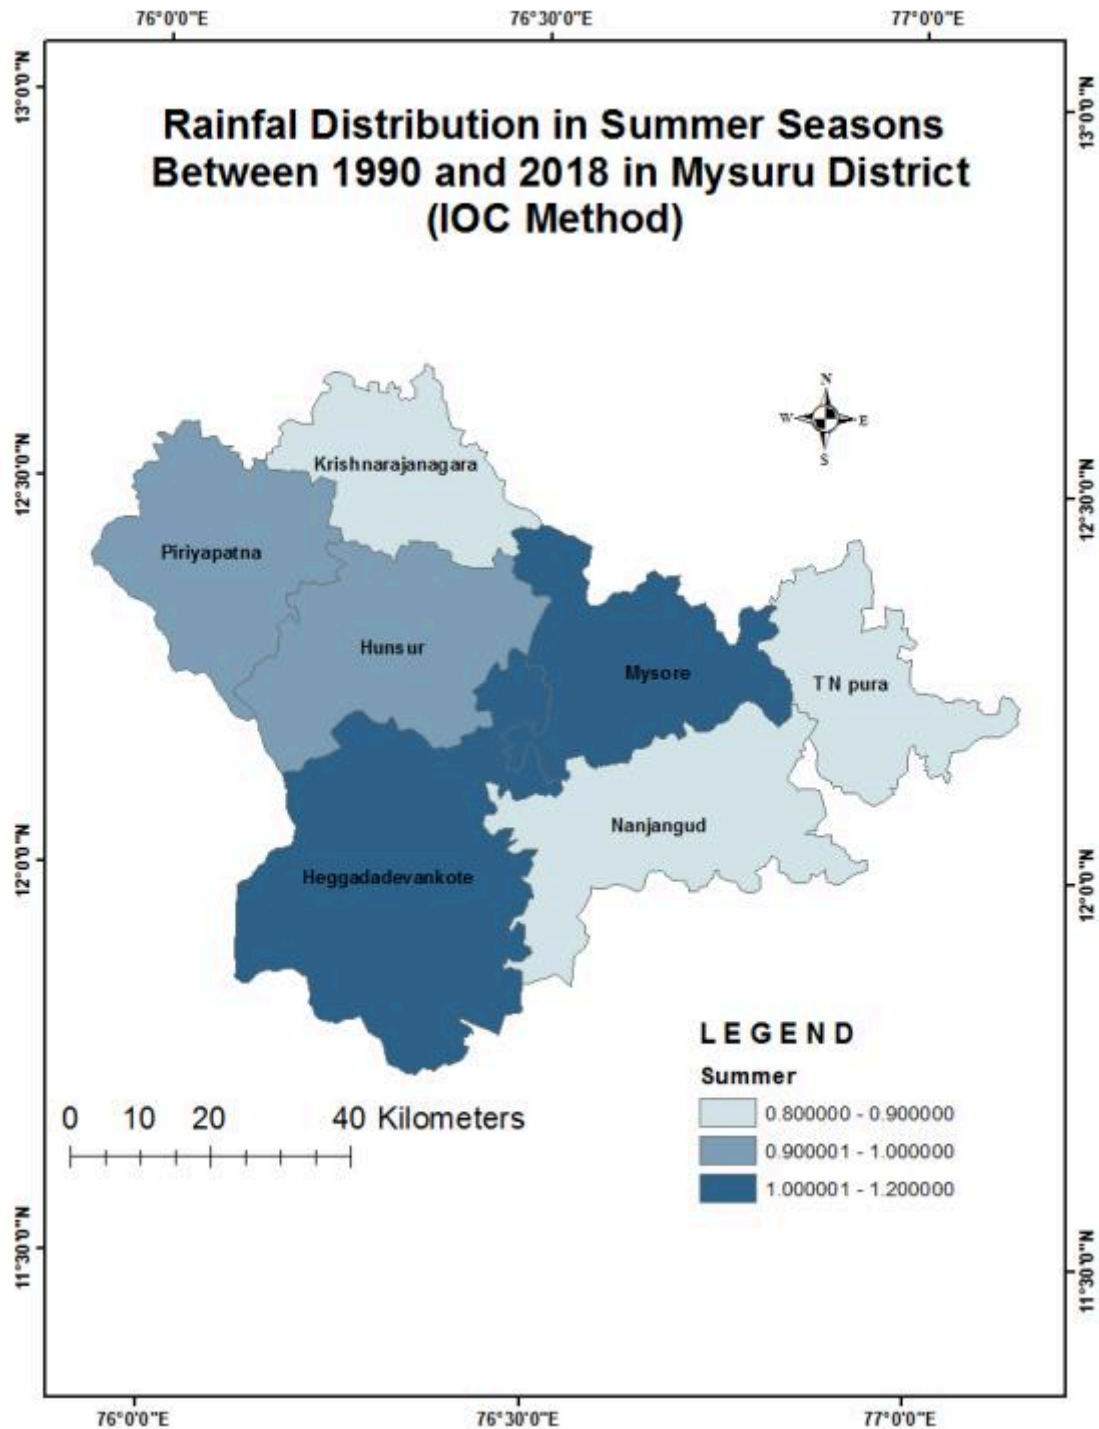 76°0'0"E 76°30'0"E 77°0'0"E
Rainfal Distribution in Summer Seasons
Between 1990 and 2018 in Mysuru District
(IOC Method)
13°0'0"N
13°0'0"N
N
W E
S
Krishnarajanagara
12°30'0"N
12°30'0"N
Piriyapatna
Hunsur
Mysore
T N pura
Nanjangud
12°0'0"N
Heggadadevankote
12°0'0"N
LEGEND
Summer
0.800000 - 0.900000
0.900001 - 1.000000
1.000001 - 1.200000
0 10 20 40 Kilometers
11°30'0"N
11°30'0"N
76°0'0"E 76°30'0"E 77°0'0"E